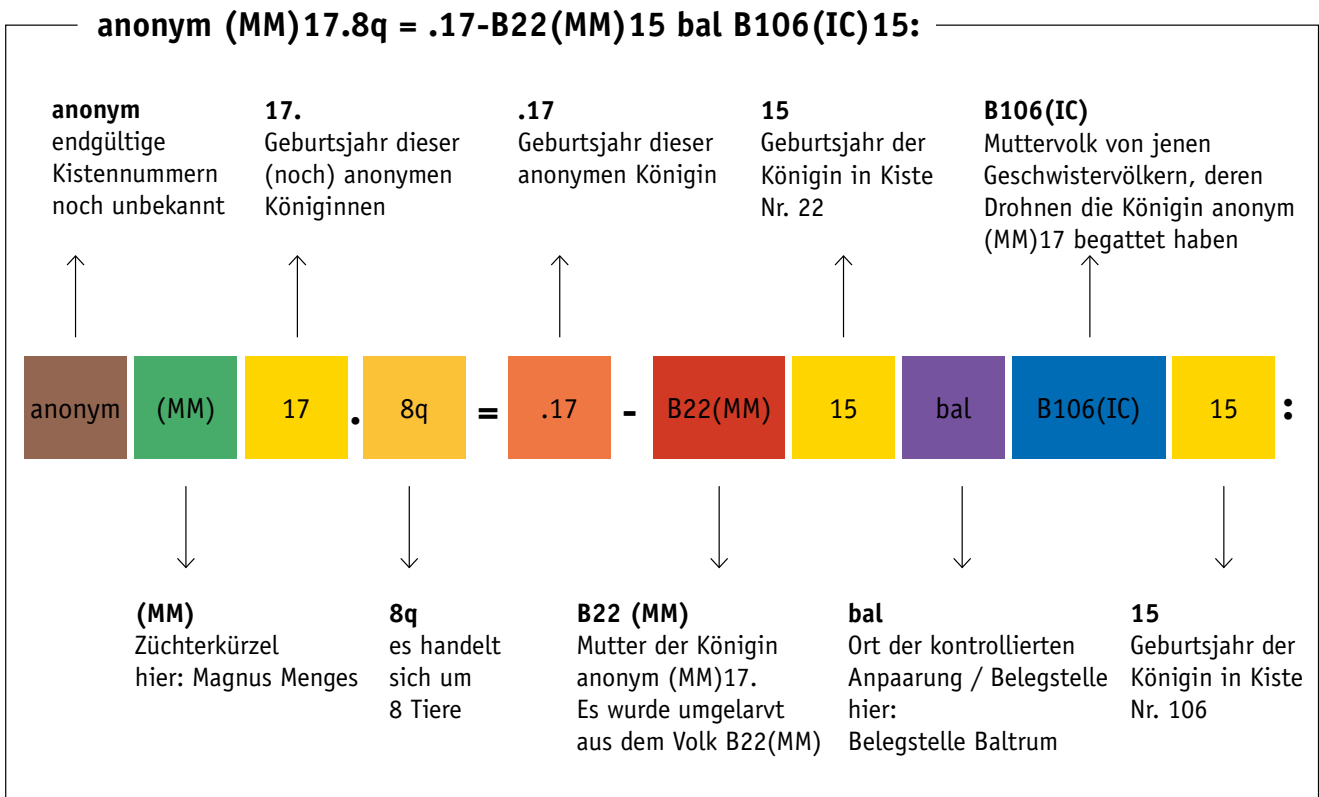 anonym (MM)17.8q = .17-B22(MM)15 bal B106(IC)15:
anonym
endgültige
Kistennummern
noch unbekannt
17.
Geburtsjahr dieser
(noch) anonymen
Königinnen
.17
Geburtsjahr dieser
anonymen Königin
15
Geburtsjahr der
Königin in Kiste
Nr. 22
B106(IC)
Muttervolk von jenen
Geschwistervölkern, deren
Drohnen die Königin anonym
(MM)17 begattet haben
anonym (MM) 17 . 8q = .17 - B22(MM) 15 bal B106(IC) 15 :
(MM)
Züchterkürzel
hier: Magnus Menges
8q
es handelt
sich um
8 Tiere
B22 (MM)
Mutter der Königin
anonym (MM)17.
Es wurde umgelarvt
aus dem Volk B22(MM)
bal
Ort der kontrollierten
Anpaarung / Belegstelle
hier:
Belegstelle Baltrum
15
Geburtsjahr der
Königin in Kiste
Nr. 106